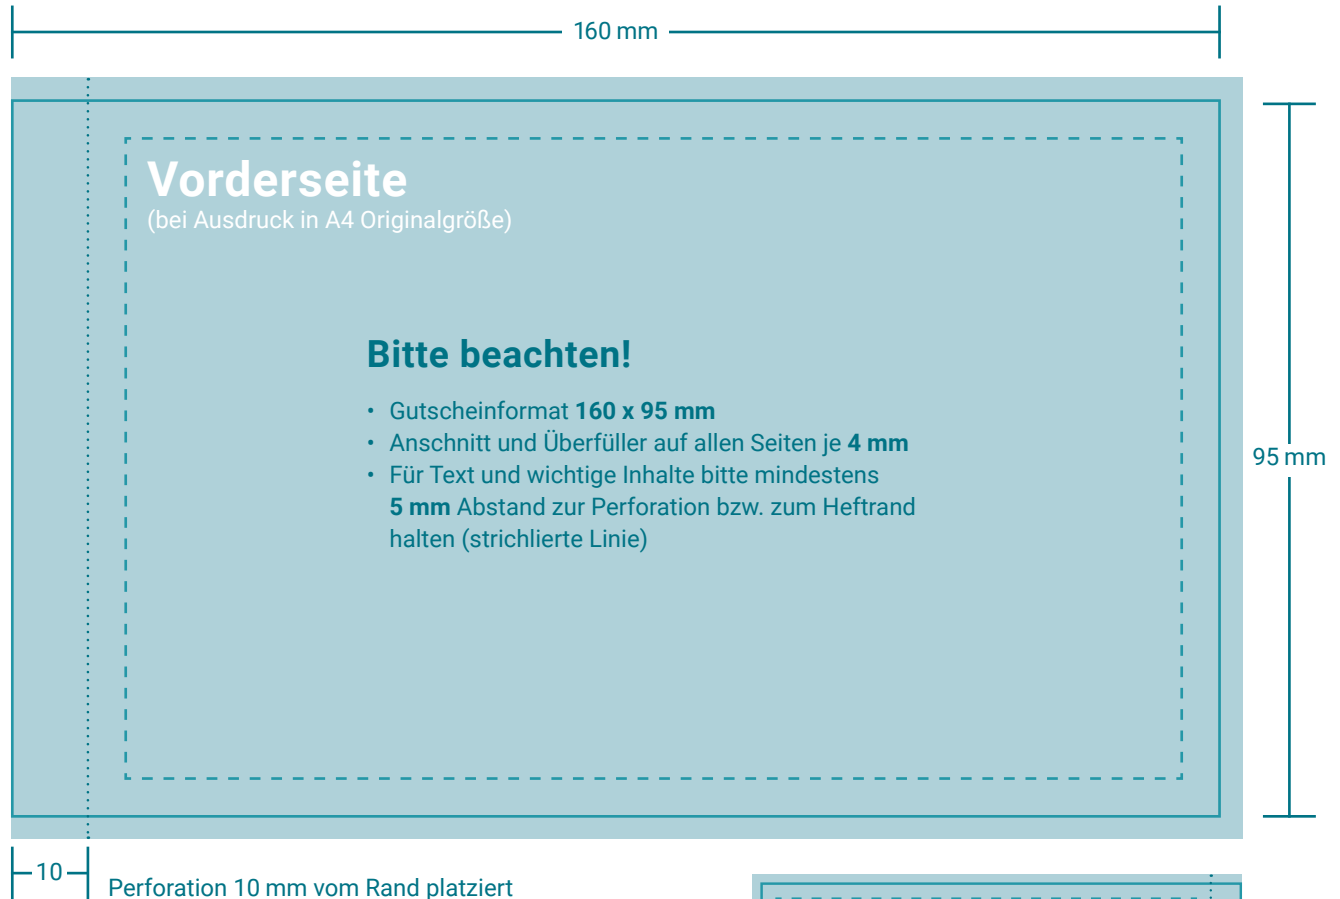 160 mm
Vorderseite
(bei Ausdruck in A4 Originalgröße)
Bitte beachten!
• Gutscheinformat 160 x 95 mm
• Anschnitt und Überfüller auf allen Seiten je 4 mm
• Für Text und wichtige Inhalte bitte mindestens
5 mm Abstand zur Perforation bzw. zum Heftrand
halten (strichlierte Linie)
95 mm
10
Perforation 10 mm vom Rand platziert